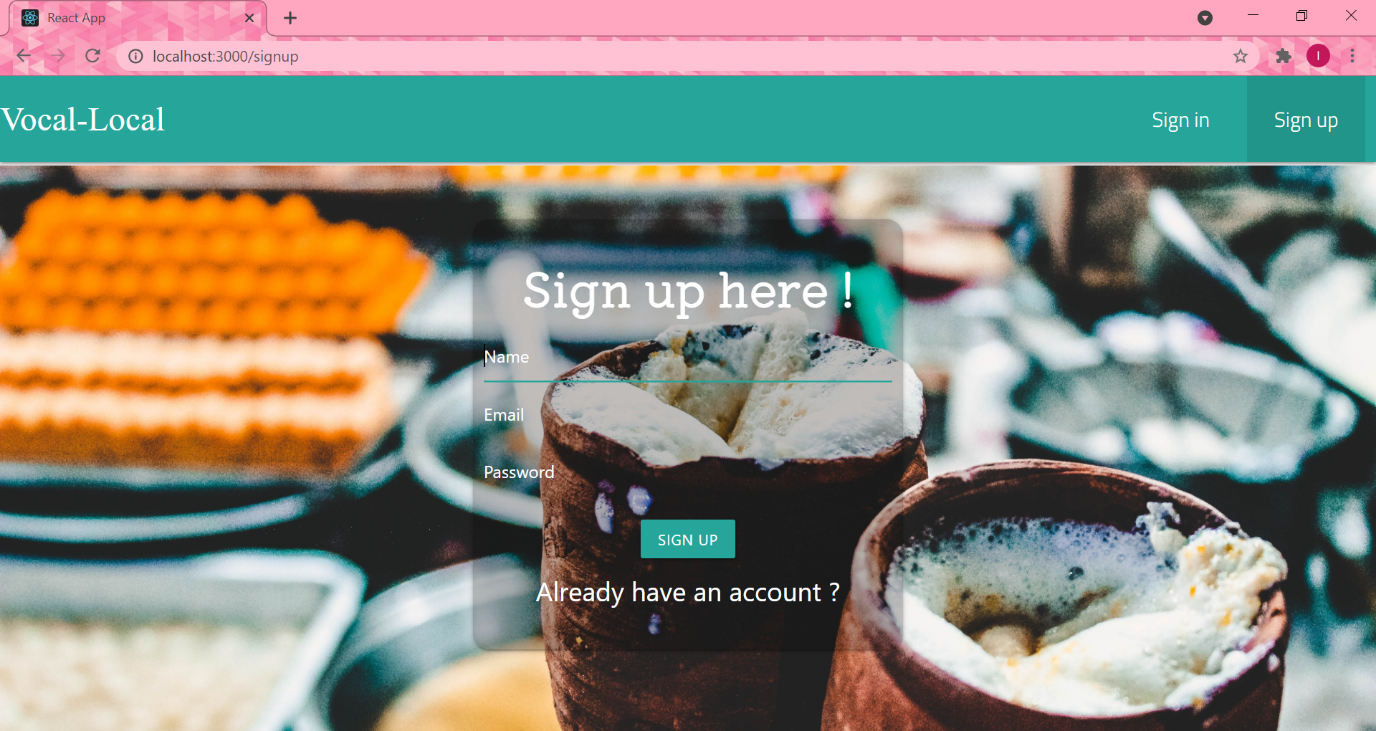 React App
localhost:3000/signup
I
Vocal-Local
Sign in
Sign up
Sign up here !
Name
Email
Password
SIGN UP
Already have an account ?